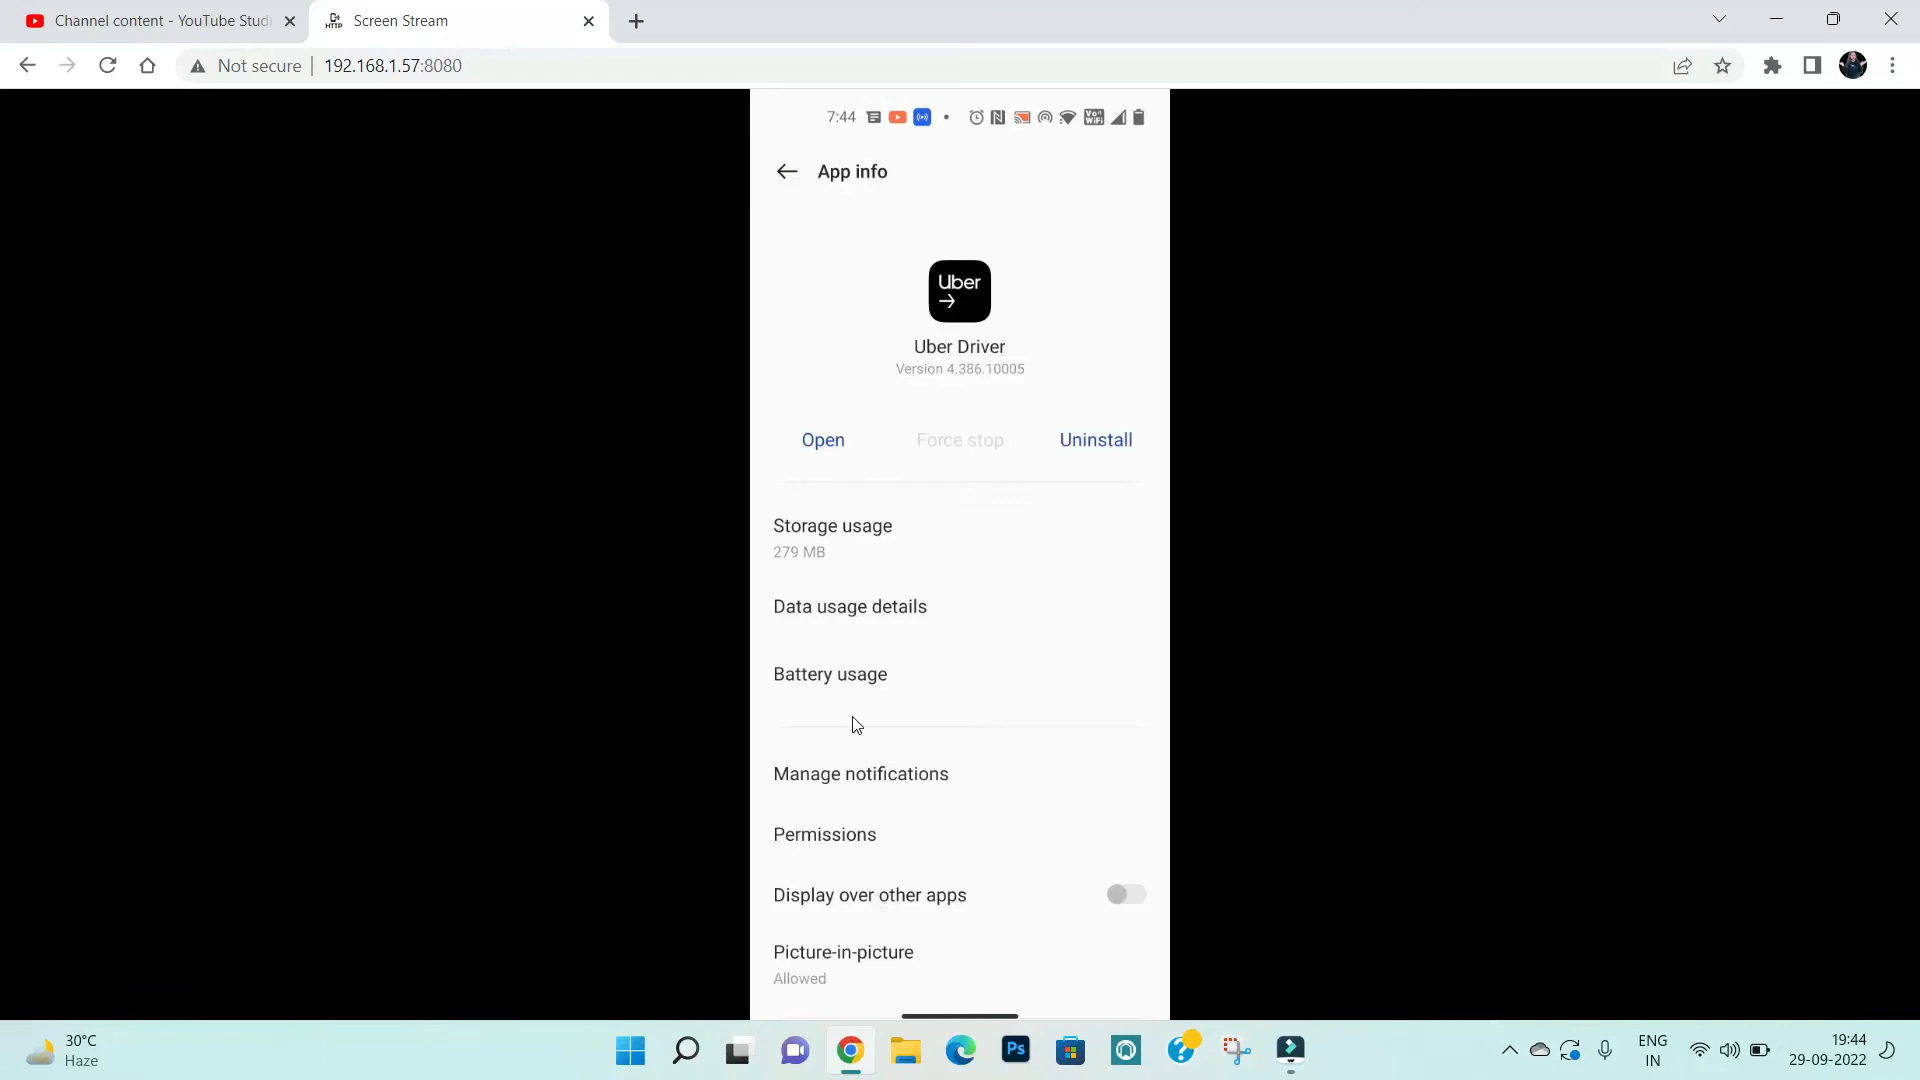 Channel content - YouTube Studi
Screen Stream
Not secure
192.168.1.57:8080
7:44
App info
Uber
Uber Driver
Version 4.386.10005
Open
Force stop
Uninstall
Storage usage
279 MB
Data usage details
Battery usage
Manage notifications
Permissions
Display over other apps
Picture-in-picture
Allowed
30°C
Haze
Ps
ENG
IN
19:44
29-09-2022